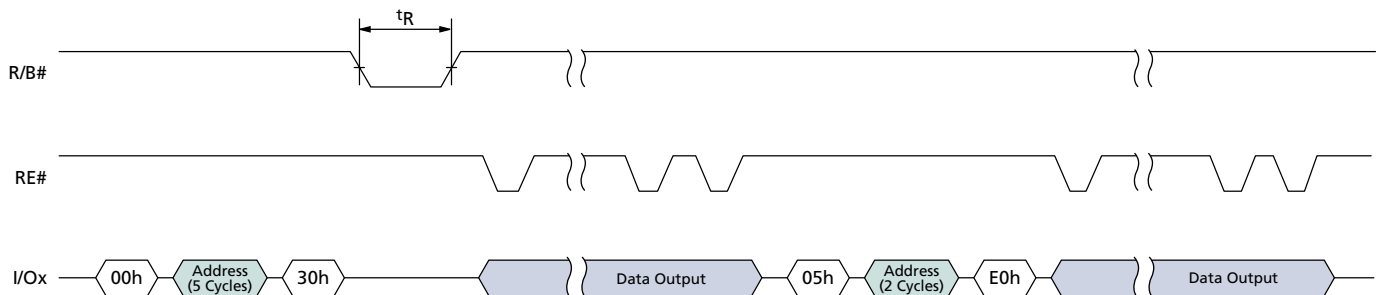 tR
R/B#
RE#
I/Ox
00h
Address
(5 Cycles)
30h
Data Output
05h
Address
(2 Cycles)
E0h
Data Output